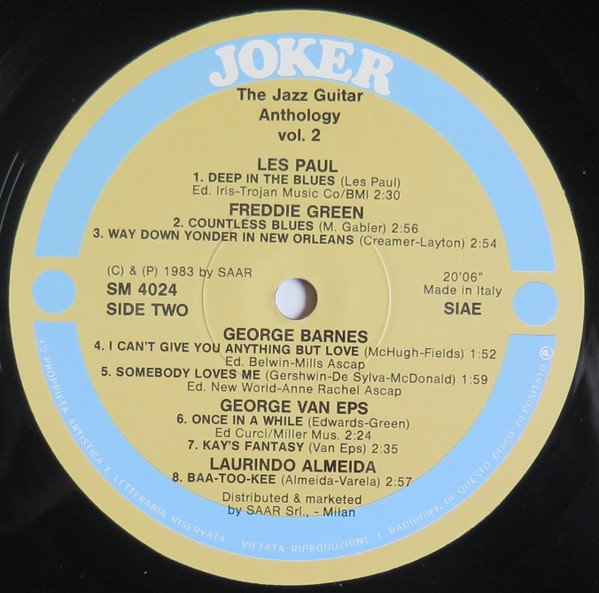 JOKER
The Jazz Guitar
Anthology
vol. 2
LES PAUL
1. DEEP IN THE BLUES (Les Paul)
Ed. Iris-Trojan Music Co/BMI 2:30
FREDDIE GREEN
2. COUNTLESS BLUES (M. Gabler) 2:56
3. WAY DOWN YONDER IN NEW ORLEANS (Creamer-Layton) 2:54
(C) & (P) 1983 by SAAR
SM 4024
SIDE TWO
20'06"
Made in Italy
SIAE
GEORGE BARNES
4. I CAN'T GIVE YOU ANYTHING BUT LOVE (McHugh-Fields) 1:52
Ed. Belwin-Mills Ascap
5. SOMEBODY LOVES ME (Gershwin-De Sylva-McDonald) 1:59
Ed. New World-Anne Rachel Ascap
GEORGE VAN EPS
6. ONCE IN A WHILE (Edwards-Green)
Ed Curci/Miller Mus. 2:24
7. KAY'S FANTASY (Van Eps) 2:35
LAURINDO ALMEIDA
8. BAA-TOO-KEE (Almeida-Varela) 2:57
Distributed & marketed
by SAAR Srl., - Milan
© PROPRIETÀ ARTISTICA E LETTERARIA RISERVATA VIETATA RIPRODUZIONE E RADIODIFF. DI QUESTO DISCO DEPOSITATO ℗